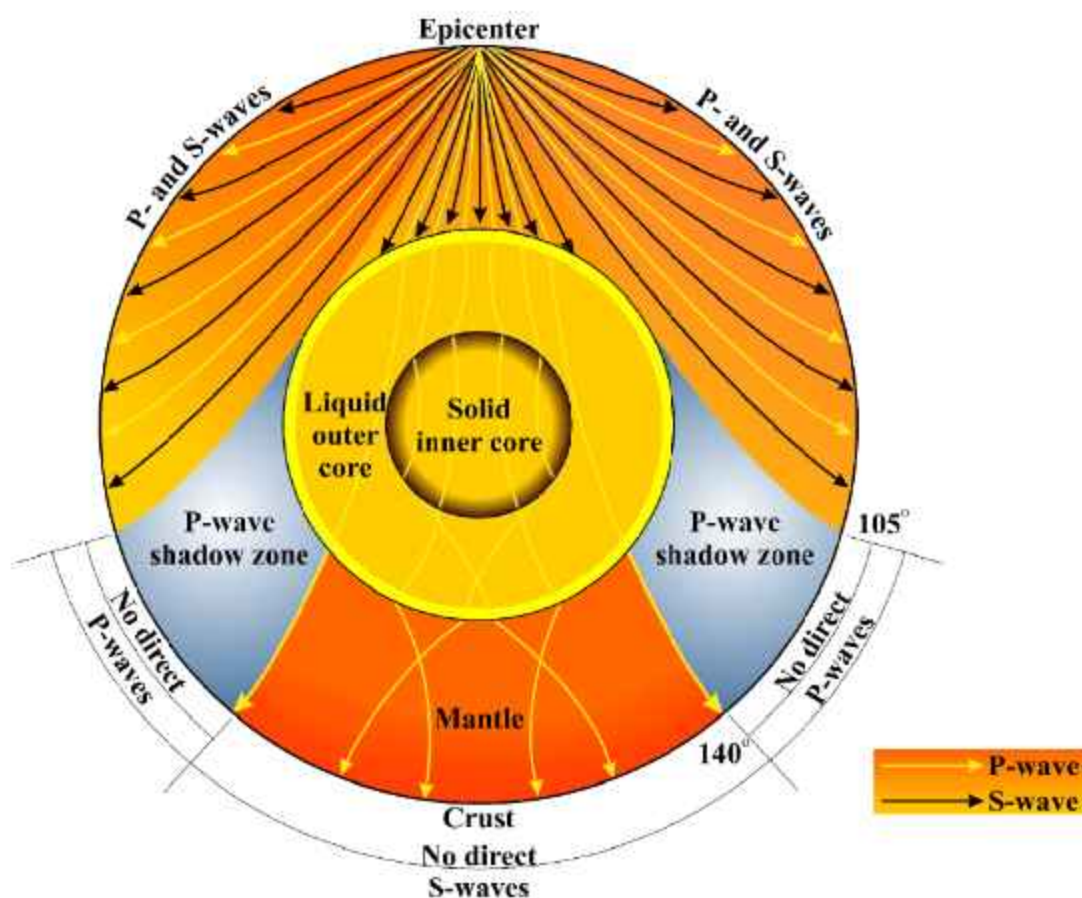 Epicenter
P- and S-waves
P- and S-waves
Liquid
outer
core
Solid
inner core
P-wave
shadow zone
P-wave
shadow zone
105°
No direct
P-waves
No direct
P-waves
Mantle
140°
P-wave
S-wave
Crust
No direct
S-waves